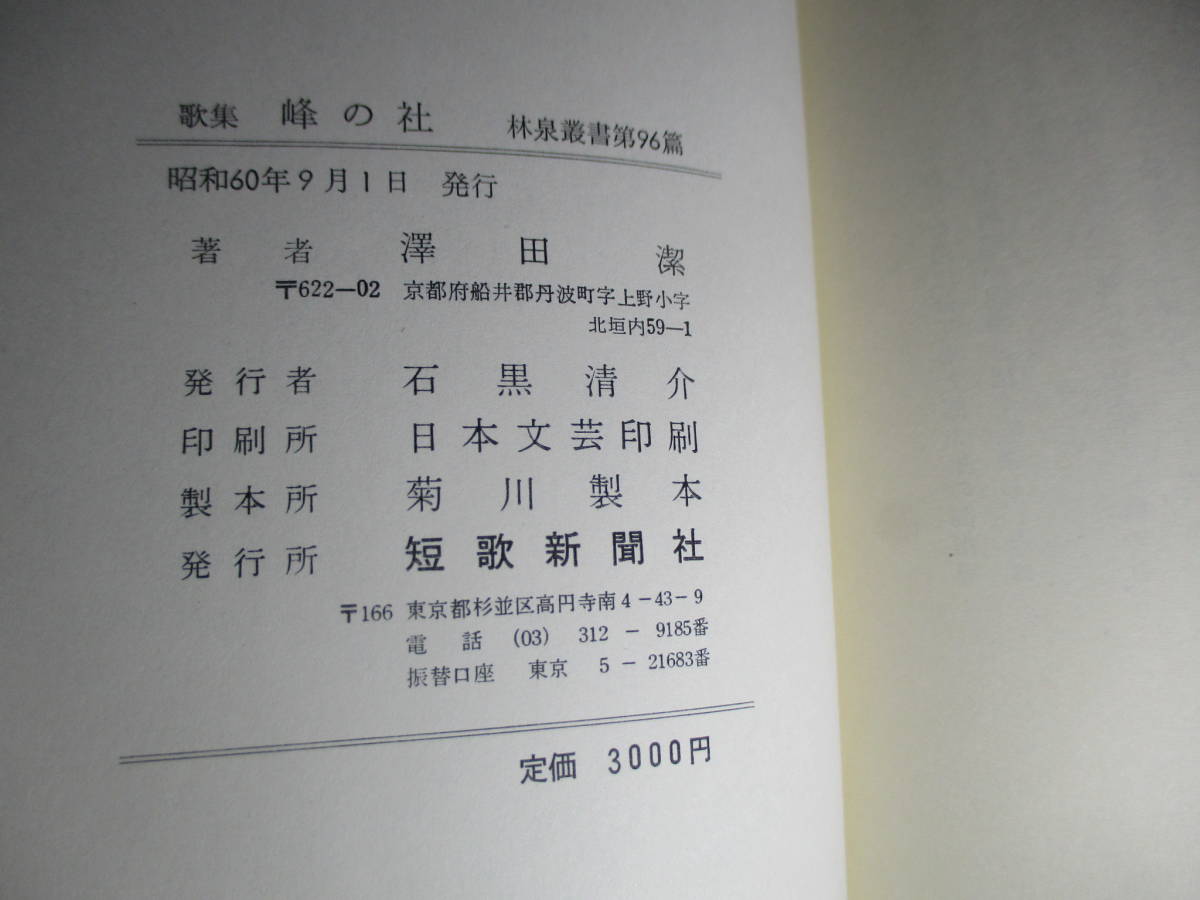 歌集 峰の社 林泉叢書第96篇
昭和60年9月1日 発行
著者 澤田潔
〒622-02 京都府船井郡丹波町字上野小字
北垣内59-1
発行者 石黒清介
印刷所 日本文芸印刷
製本所 菊川製本
発行所 短歌新聞社
〒166 東京都杉並区高円寺南4-43-9
電話 (03) 312-9185番
振替口座 東京 5-21683番
定価 3000円